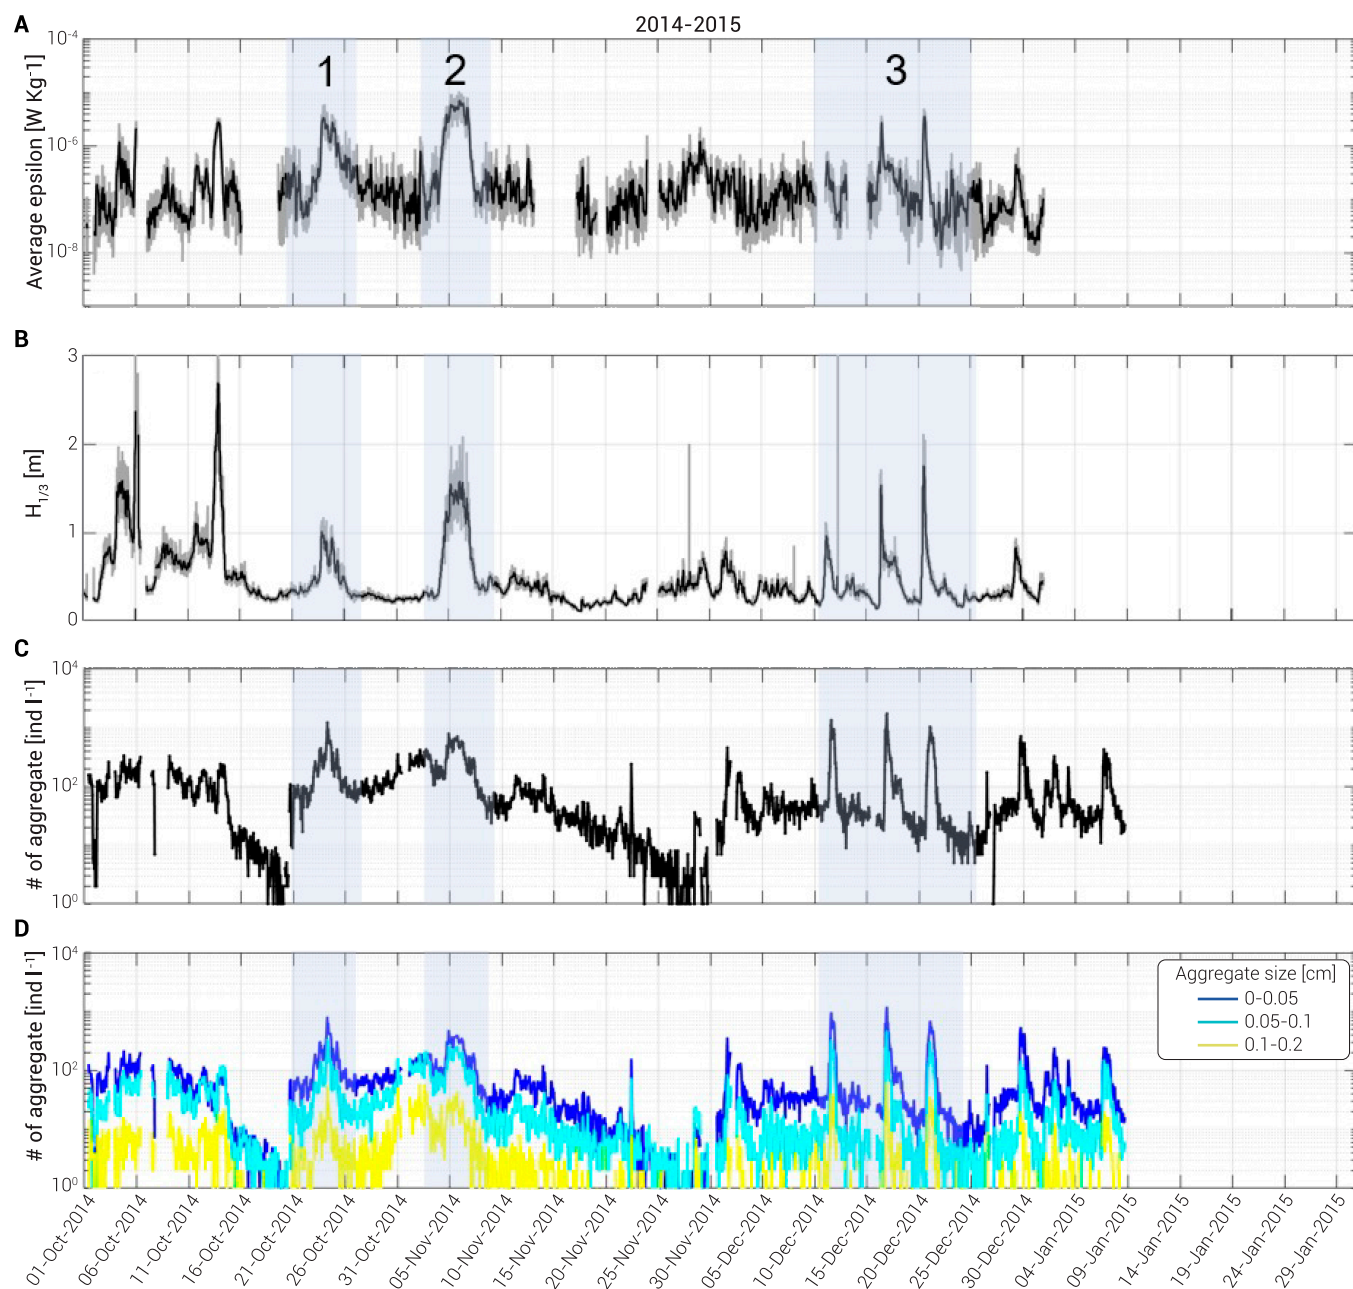 2014-2015
A
Average epsilon [W Kg-1]
10-4
10-6
10-8
1
2
3
B
H1/3 [m]
3
2
1
0
C
# of aggregate [ind l-1]
104
102
100
D
# of aggregate [ind l-1]
104
102
100
Aggregate size [cm]
0-0.05
0.05-0.1
0.1-0.2
01-Oct-2014
06-Oct-2014
11-Oct-2014
16-Oct-2014
21-Oct-2014
26-Oct-2014
31-Oct-2014
05-Nov-2014
10-Nov-2014
15-Nov-2014
20-Nov-2014
25-Nov-2014
30-Nov-2014
05-Dec-2014
10-Dec-2014
15-Dec-2014
20-Dec-2014
25-Dec-2014
30-Dec-2014
04-Jan-2015
09-Jan-2015
14-Jan-2015
19-Jan-2015
24-Jan-2015
29-Jan-2015